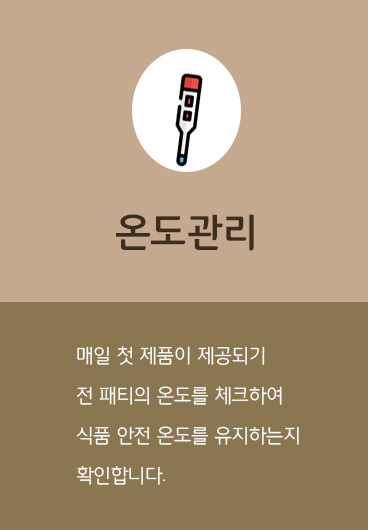 온도관리
매일 첫 제품이 제공되기
전 패티의 온도를 체크하여
식품 안전 온도를 유지하는지
확인합니다.